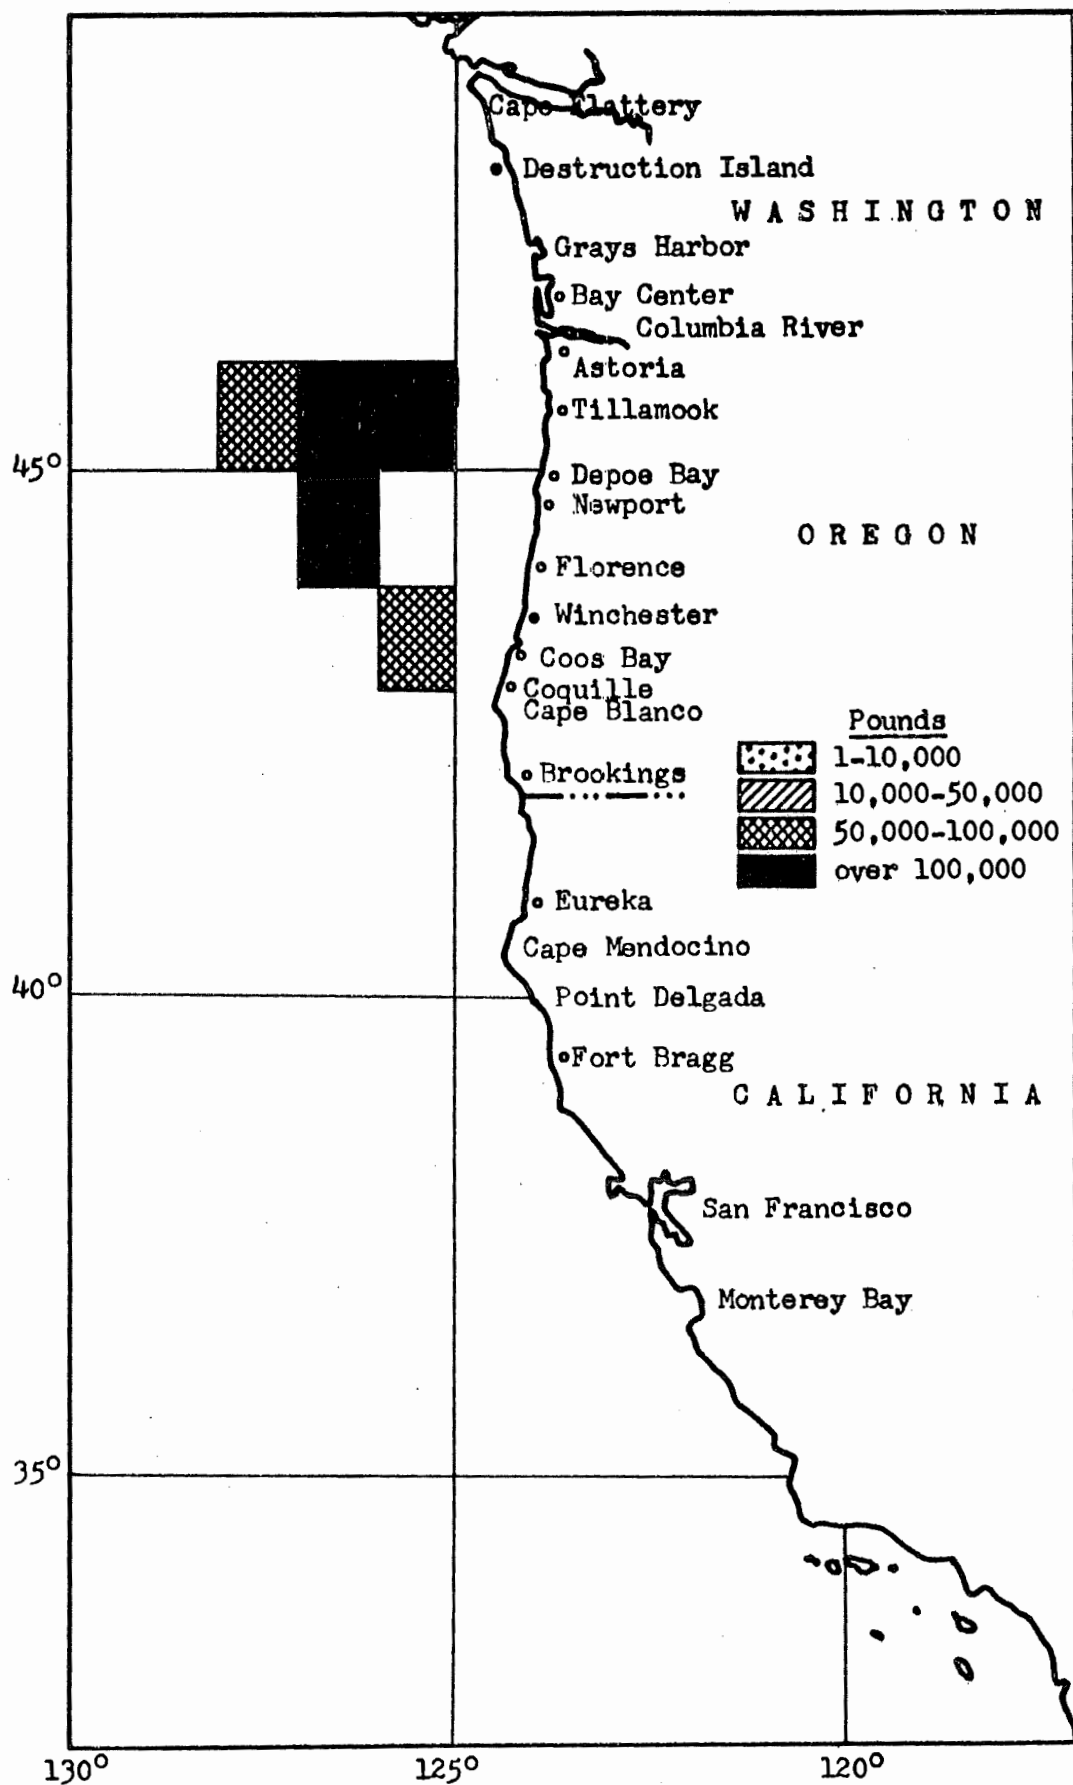 Cape Flattery
Destruction Island
WASHINGTON
Grays Harbor
Bay Center
Columbia River
Astoria
Tillamook
45°
Depoe Bay
Newport
OREGON
Florence
Winchester
Coos Bay
Coquille
Cape Blanco
Pounds
1-10,000
Brookings
10,000-50,000
50,000-100,000
over 100,000
Eureka
Cape Mendocino
40°
Point Delgada
Fort Bragg
CALIFORNIA
San Francisco
Monterey Bay
35°
130° 125° 120°